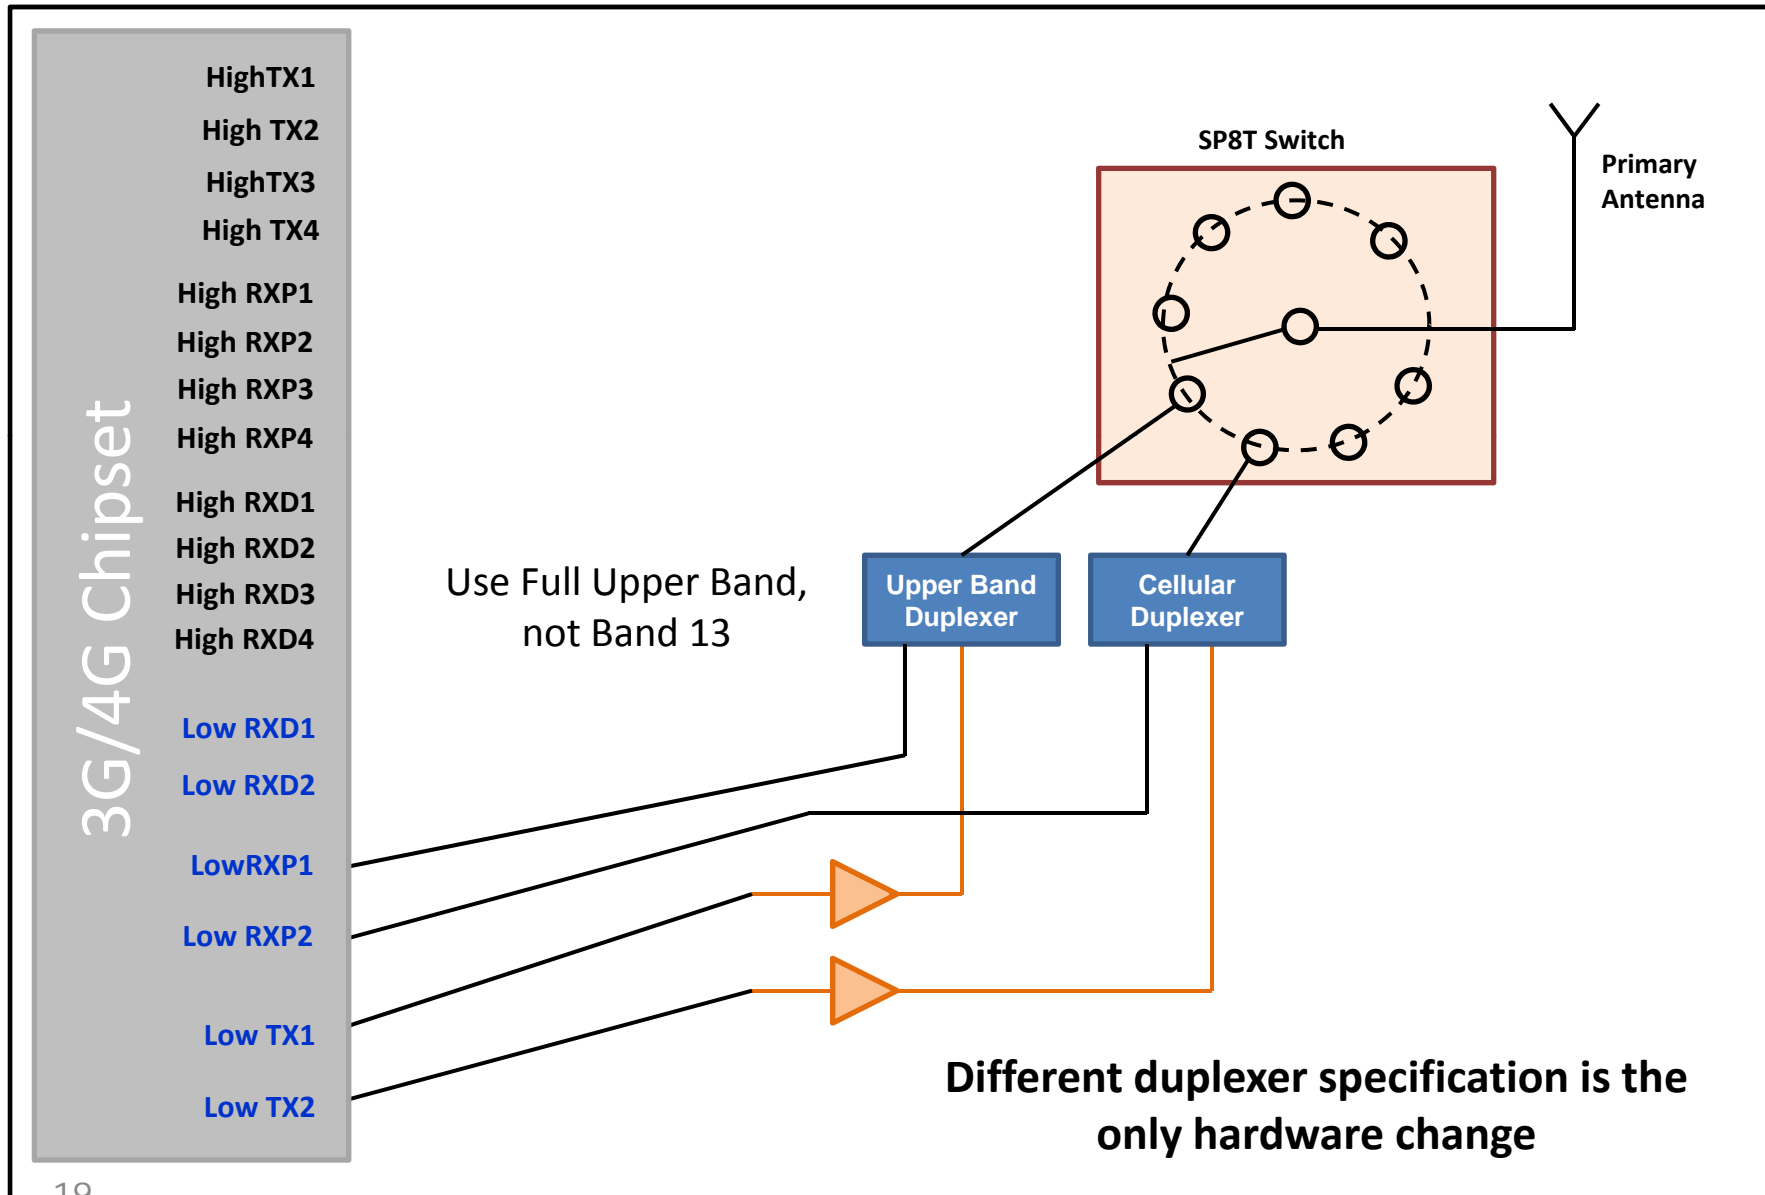 HighTX1
High TX2
HighTX3
High TX4
High RXP1
High RXP2
High RXP3
High RXP4
High RXD1
High RXD2
High RXD3
High RXD4
Low RXD1
Low RXD2
LowRXP1
Low RXP2
Low TX1
Low TX2
3G/4G Chipset
SP8T Switch
Primary
Antenna
Use Full Upper Band,
not Band 13
Upper Band
Duplexer
Cellular
Duplexer
Different duplexer specification is the
only hardware change
19